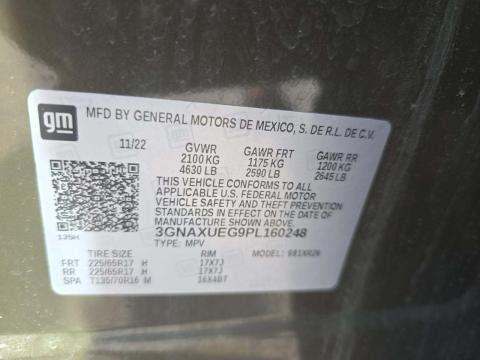 gm
MFD BY GENERAL MOTORS DE MEXICO, S. DE R.L. DE C.V.
11/22 GVWR GAWR FRT GAWR RR
2100 KG 1175 KG 1200 KG
4630 LB 2590 LB 2645 LB
THIS VEHICLE CONFORMS TO ALL
APPLICABLE U.S. FEDERAL MOTOR
VEHICLE SAFETY, BUMPER, AND THEFT
PREVENTION STANDARDS IN EFFECT ON
THE DATE OF MANUFACTURE SHOWN
ABOVE.
3GNAXUEG9PL160248
TYPE: MPV MODEL:
TIRE SIZE RIM
FRT 225/65R17 H 17X7J
RR 225/65R17 H 17X7J
SPA T135/70R16 M 16X4BT